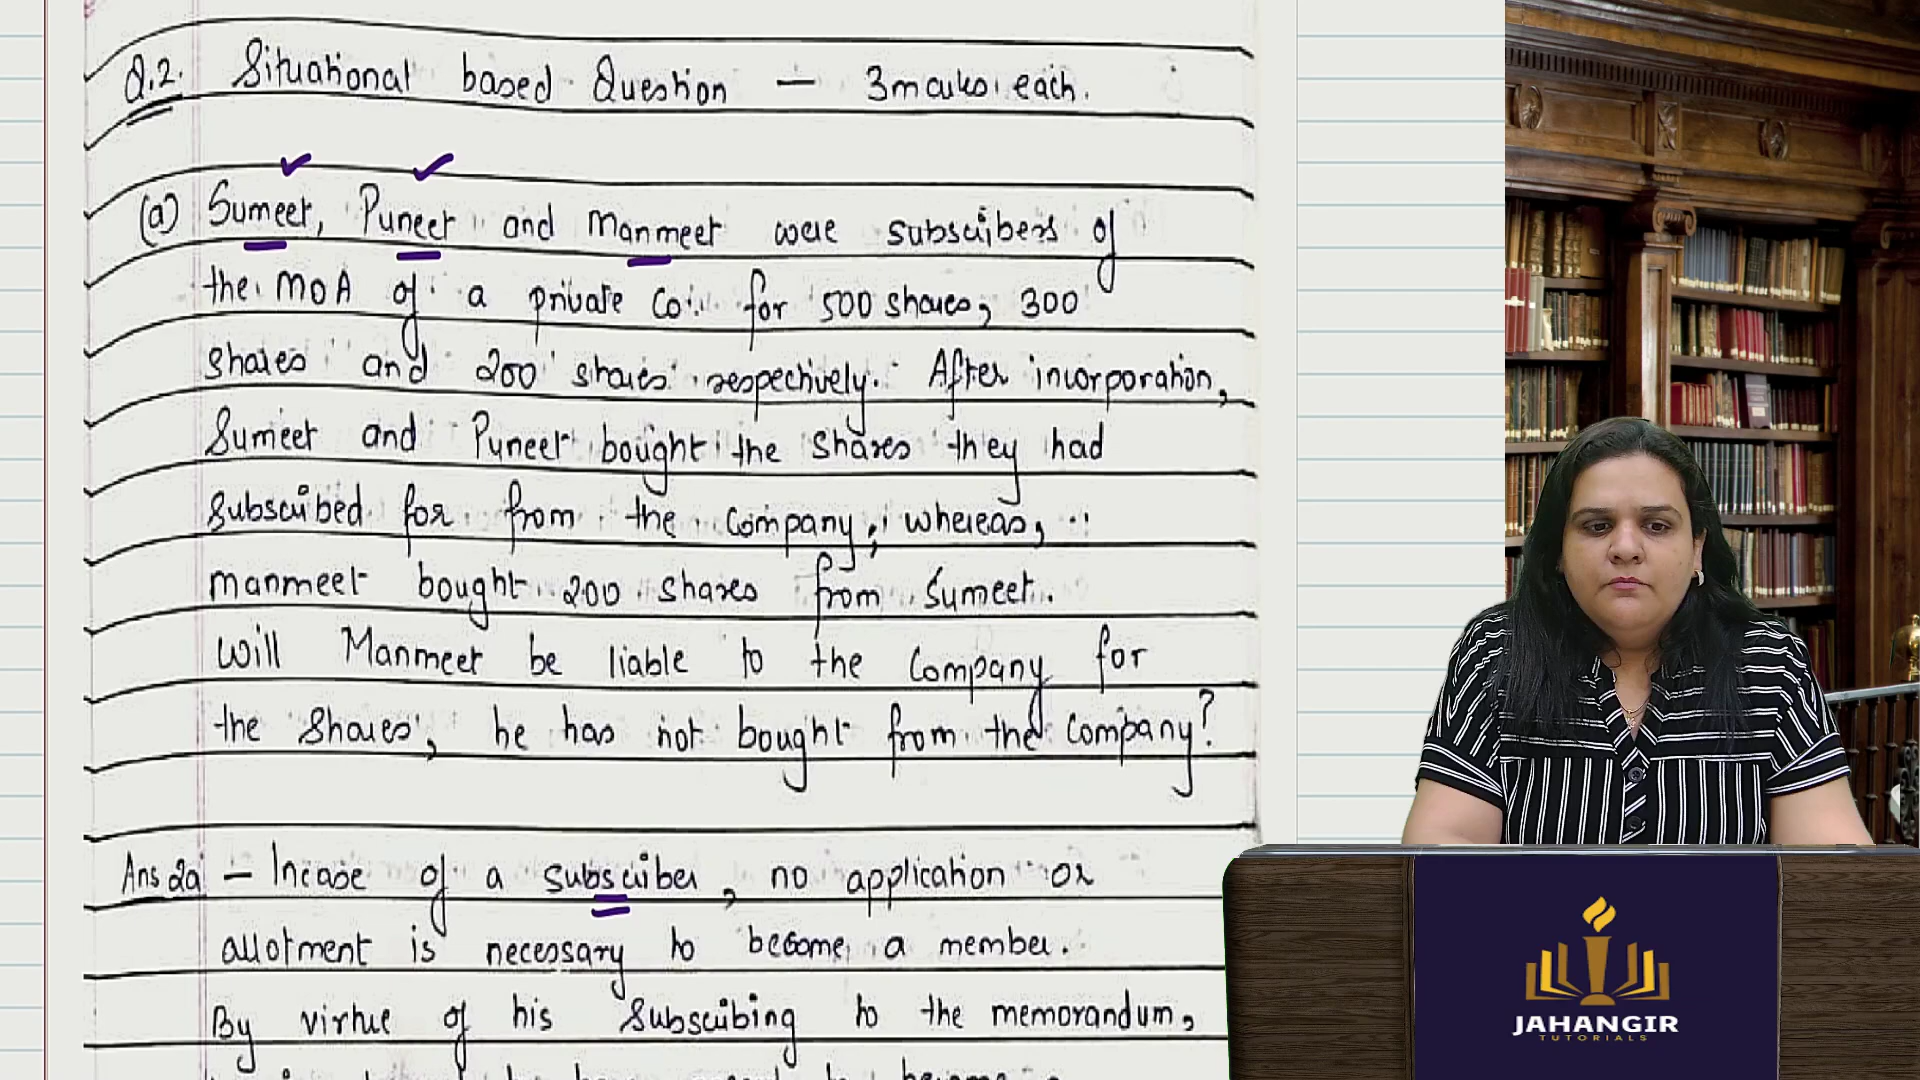 Q.2. Situational based Question — 3 marks each.
(a) Sumeet, Puneet and Manmeet were subscribers of
the MOA of a private Co. for 500 shares, 300
shares and 200 shares respectively. After incorporation,
Sumeet and Puneet bought the shares they had
subscribed for from the company; whereas,
manmeet bought 200 shares from Sumeet.
Will Manmeet be liable to the Company for
the shares, he has not bought from the company?
Ans 2a — Incase of a subscriber, no application or
allotment is necessary to become a member.
By virtue of his Subscribing to the memorandum,
JAHANGIR
TUTORIALS